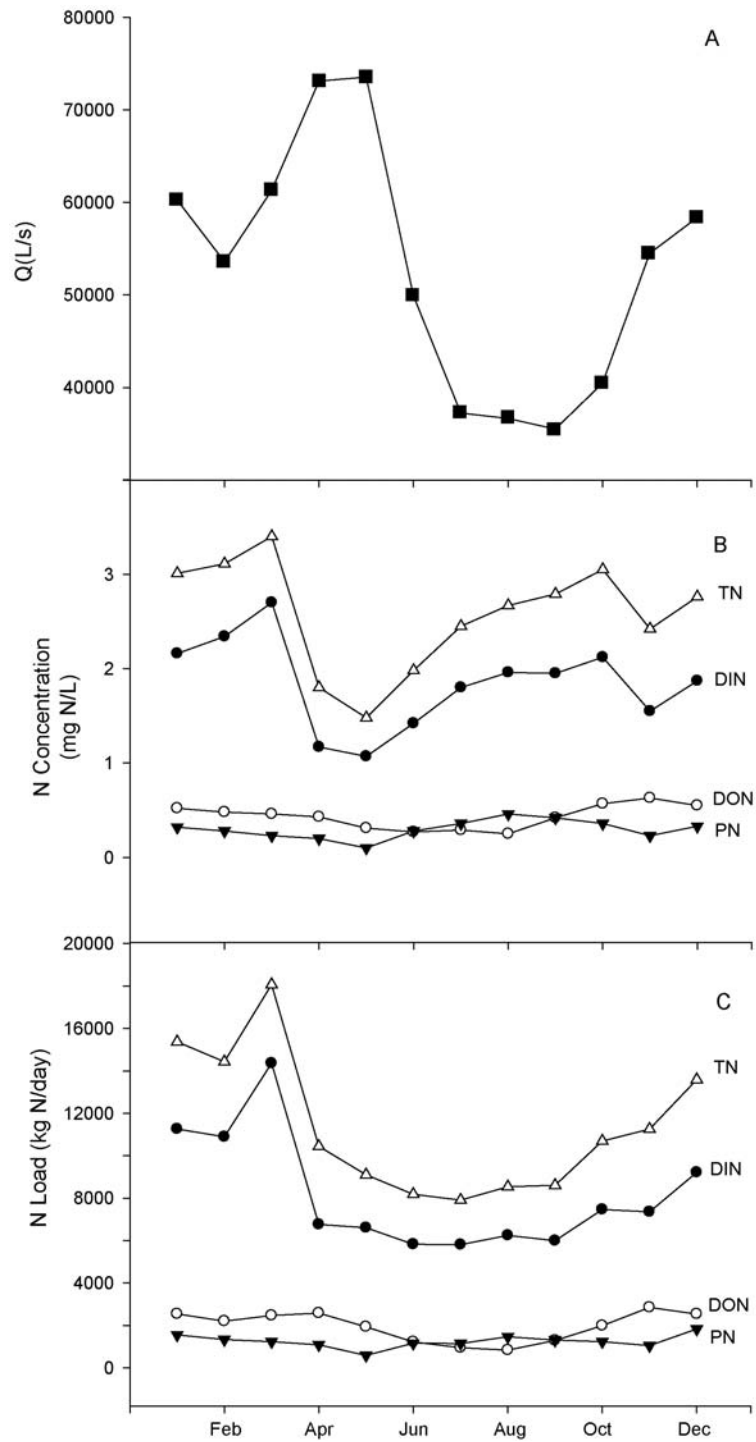 A
80000
70000
60000
50000
40000
Q(L/s)
B
3
2
1
0
N Concentration
(mg N/L)
TN
DIN
DON
PN
C
20000
16000
12000
8000
4000
0
N Load (kg N/day)
TN
DIN
DON
PN
Feb Apr Jun Aug Oct Dec